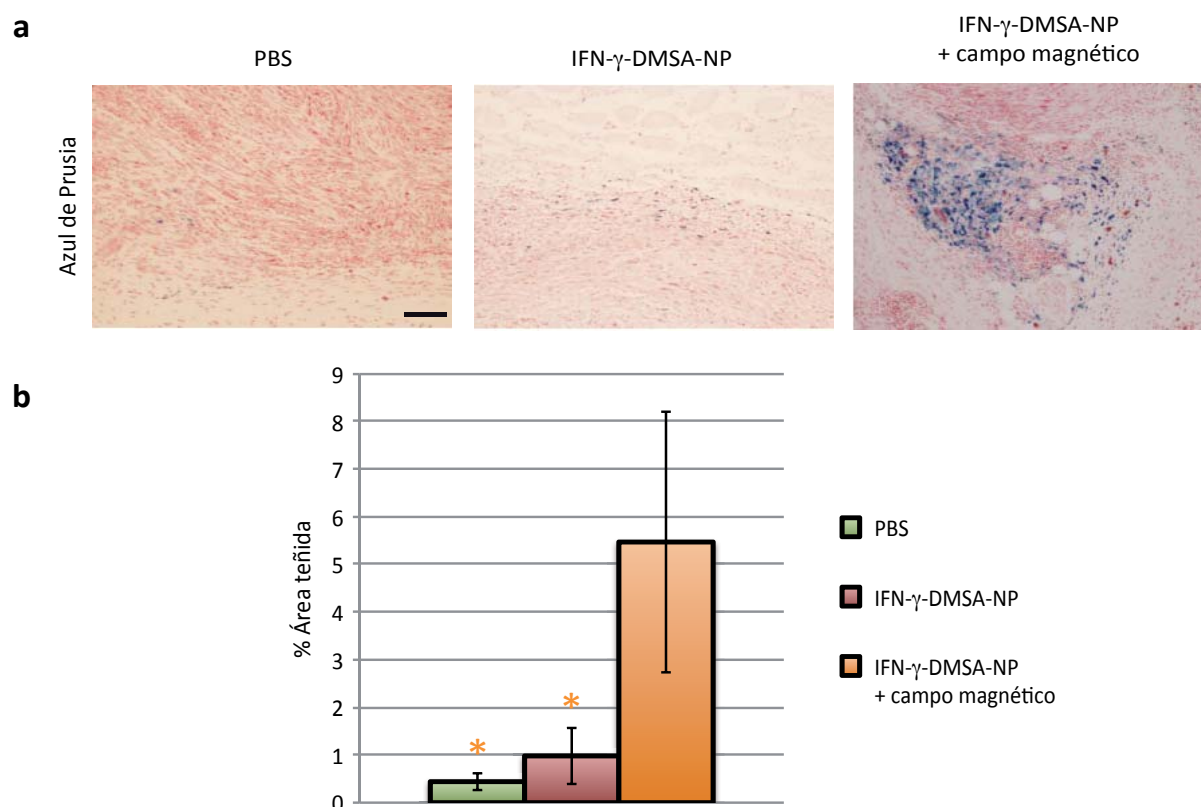 a
PBS
IFN-γ-DMSA-NP
IFN-γ-DMSA-NP
+ campo magnético
Azul de Prusia
b
% Área teñida
9
8
7
6
5
4
3
2
1
0
*
*
PBS
IFN-γ-DMSA-NP
IFN-γ-DMSA-NP
+ campo magnético